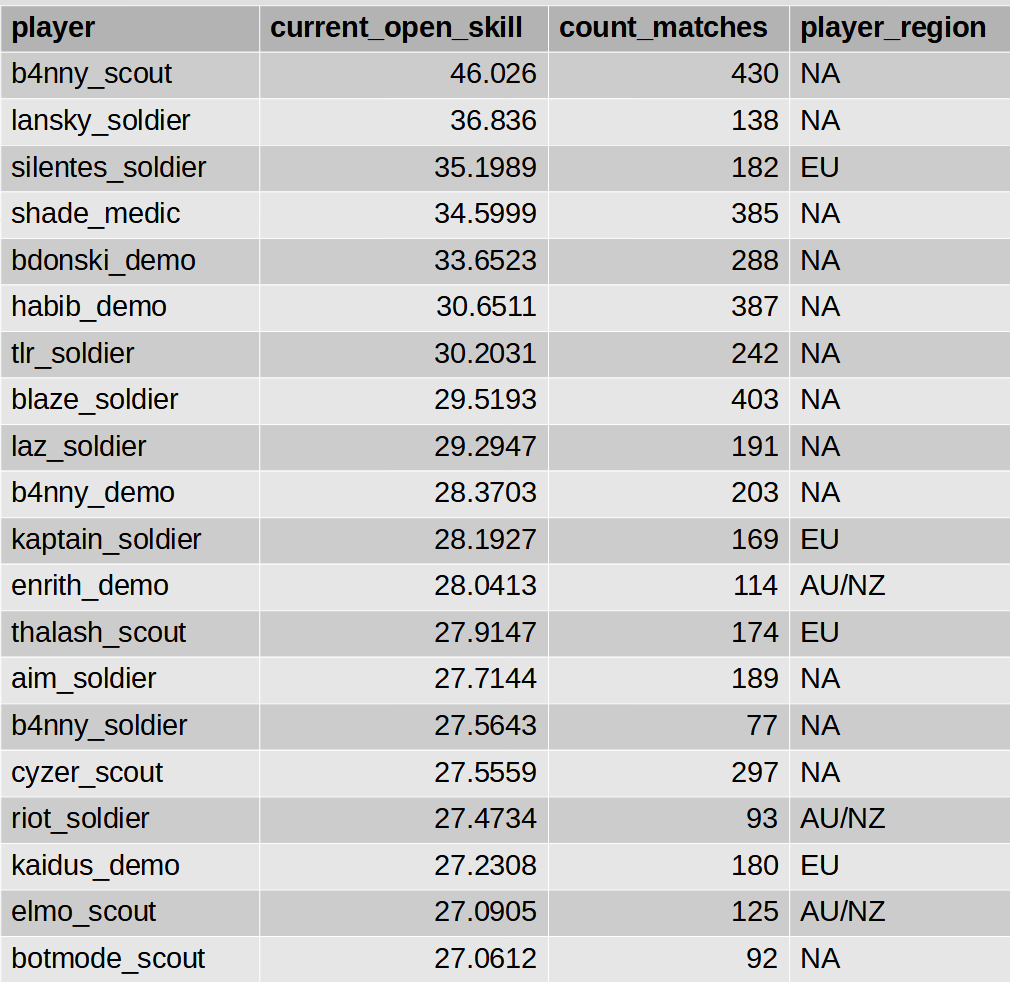 player current_open_skill count_matches player_region
b4nny_scout 46.026 430 NA
lansky_soldier 36.836 138 NA
silentes_soldier 35.1989 182 EU
shade_medic 34.5999 385 NA
bdonski_demo 33.6523 288 NA
habib_demo 30.6511 387 NA
tlr_soldier 30.2031 242 NA
blaze_soldier 29.5193 403 NA
laz_soldier 29.2947 191 NA
b4nny_demo 28.3703 203 NA
kaptain_soldier 28.1927 169 EU
enrith_demo 28.0413 114 AU/NZ
thalash_scout 27.9147 174 EU
aim_soldier 27.7144 189 NA
b4nny_soldier 27.5643 77 NA
cyzer_scout 27.5559 297 NA
riot_soldier 27.4734 93 AU/NZ
kaidus_demo 27.2308 180 EU
elmo_scout 27.0905 125 AU/NZ
botmode_scout 27.0612 92 NA